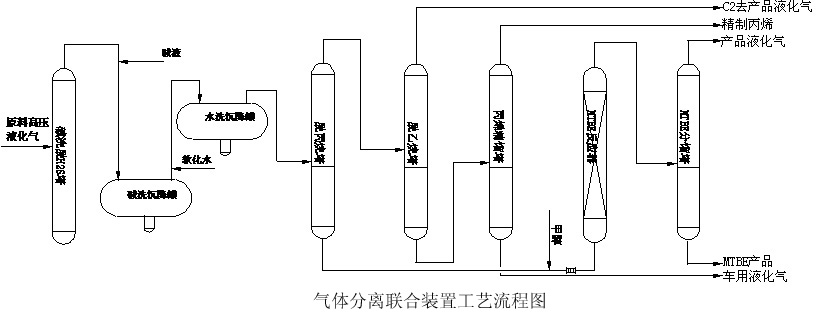 C2去产品液化气
精制丙烯
产品液化气
碱液
原料高压
液化气
水洗沉降罐
软化水
碱洗沉降罐
脱丙烷塔
脱乙烷塔
丙烯精馏塔
MTBE反应器
MTBE分馏塔
甲醇
MTBE产品
车用液化气
气体分离联合装置工艺流程图